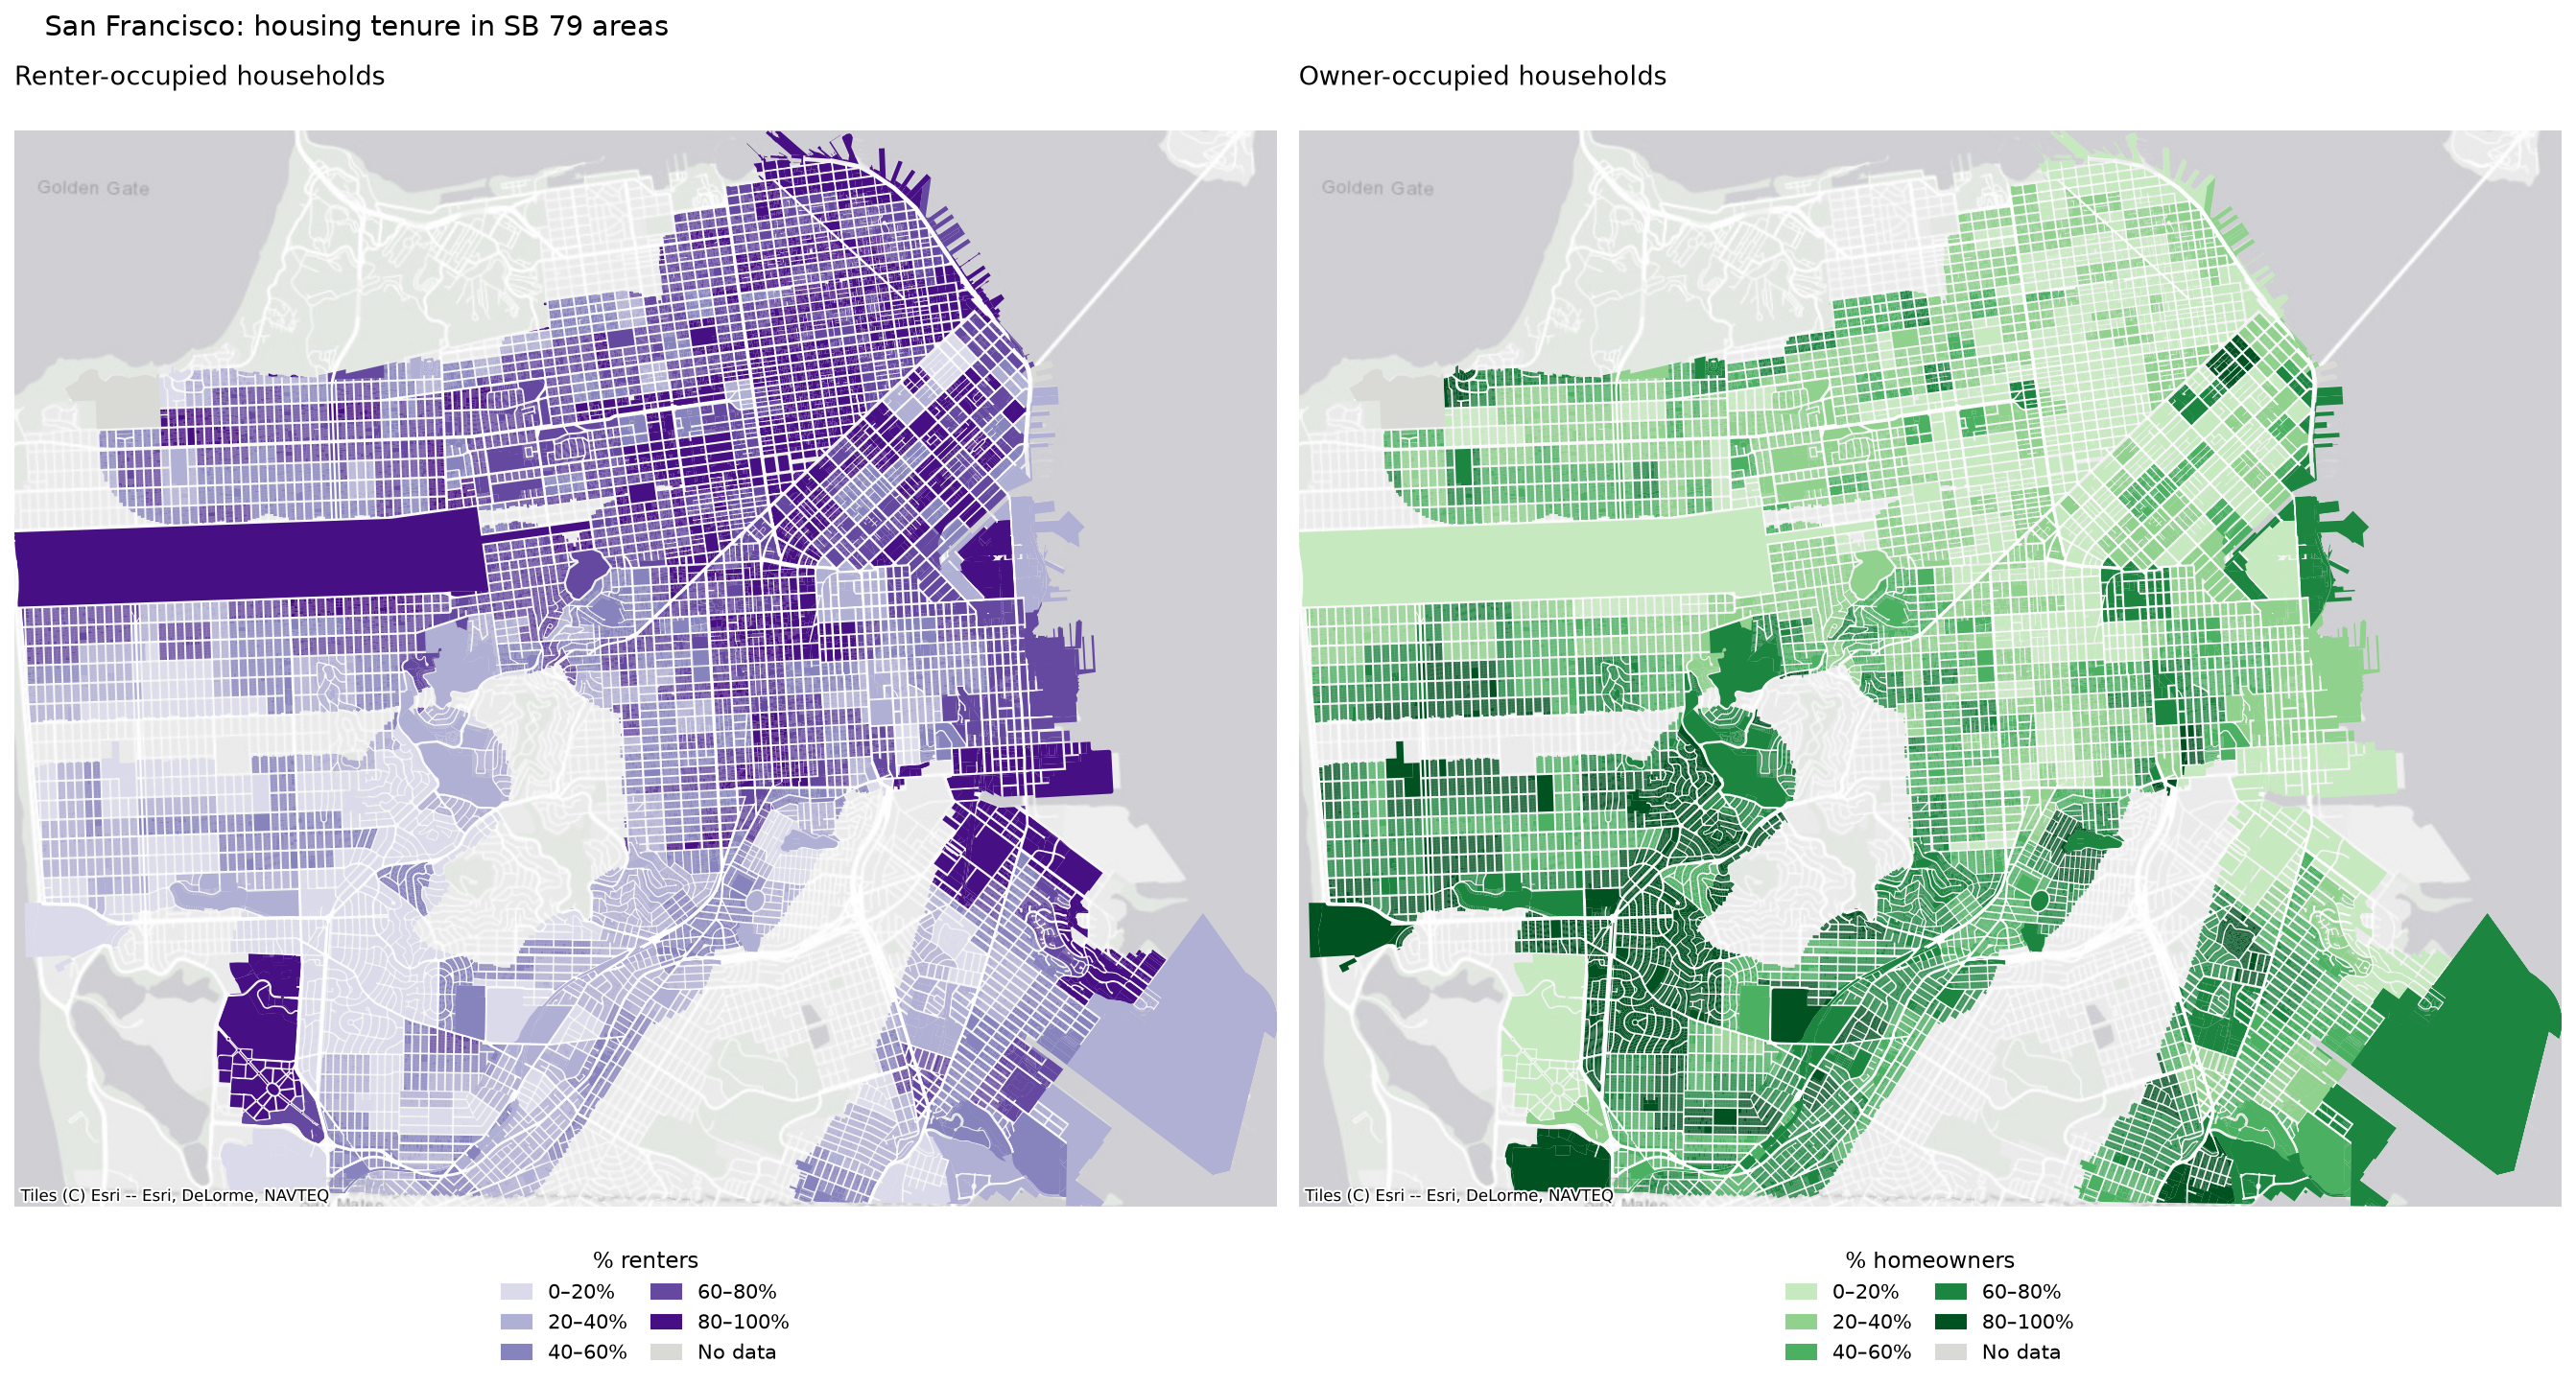 San Francisco: housing tenure in SB 79 areas
Renter-occupied households
Owner-occupied households
Golden Gate
Golden Gate
Tiles (C) Esri -- Esri, DeLorme, NAVTEQ
Tiles (C) Esri -- Esri, DeLorme, NAVTEQ
% renters
0–20%
20–40%
40–60%
60–80%
80–100%
No data
% homeowners
0–20%
20–40%
40–60%
60–80%
80–100%
No data